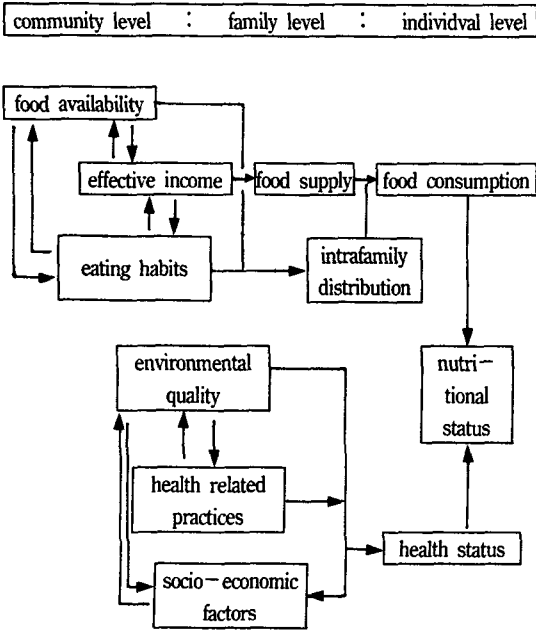 community level : family level : individval level
food availability
effective income
food supply
food consumption
eating habits
intrafamily
distribution
environmental
quality
nutri-
tional
status
health related
practices
health status
socio-economic
factors